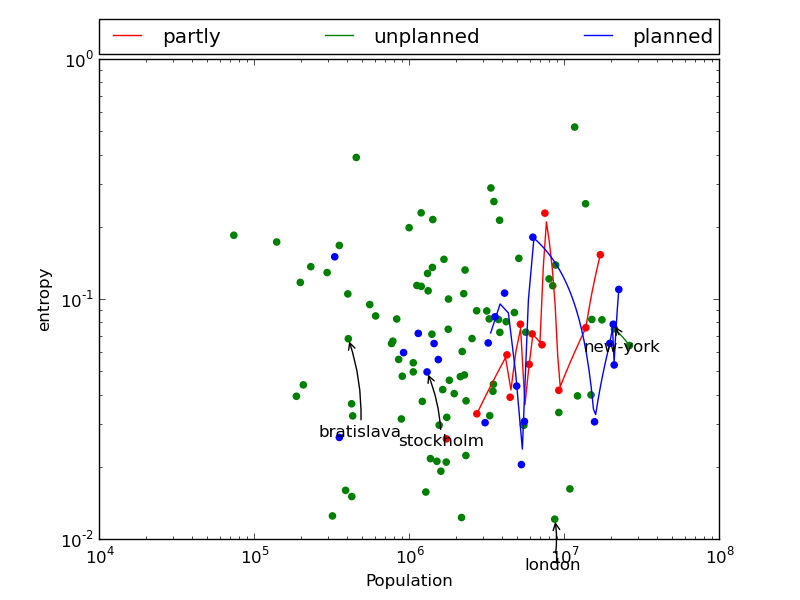 partly unplanned planned
10^0
10^-1
10^-2
entropy
new-york
bratislava
stockholm
london
10^4 10^5 10^6 10^7 10^8
Population